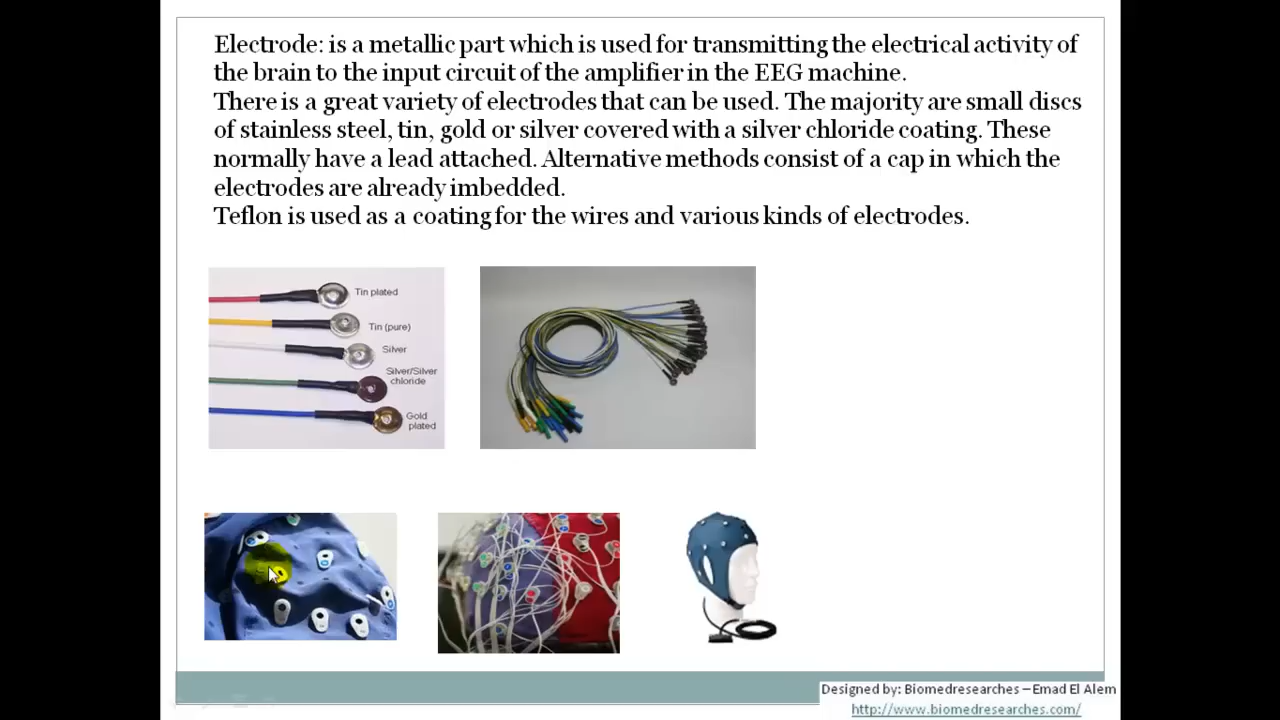 Electrode: is a metallic part which is used for transmitting the electrical activity of
the brain to the input circuit of the amplifier in the EEG machine.
There is a great variety of electrodes that can be used. The majority are small discs
of stainless steel, tin, gold or silver covered with a silver chloride coating. These
normally have a lead attached. Alternative methods consist of a cap in which the
electrodes are already imbedded.
Teflon is used as a coating for the wires and various kinds of electrodes.
Tin plated
Tin (pure)
Silver
Silver/Silver
chloride
Gold
plated
Designed by: Biomedresearches – Emad El Alem
http://www.biomedresearches.com/